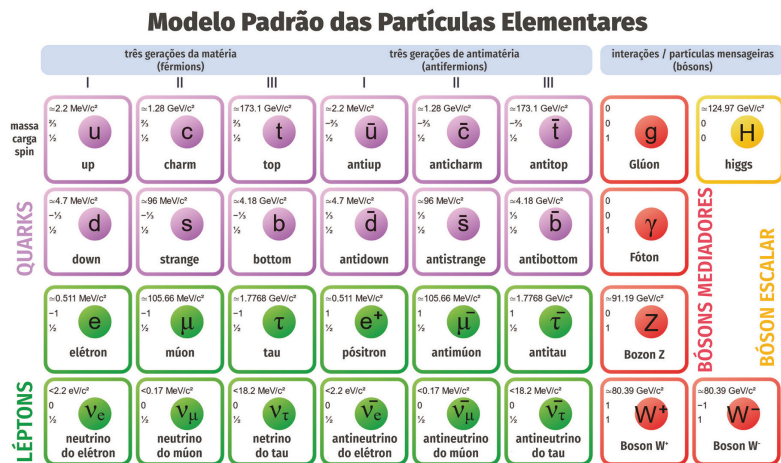 Modelo Padrão das Partículas Elementares
três gerações da matéria
(férmions)
três gerações de antimatéria
(antifermions)
interações / partículas mensageiras
(bósons)
I II III I II III
massa
carga
spin
≃2.2 MeV/c²
⅔
½
u
up
≃1.28 GeV/c²
⅔
½
c
charm
≃173.1 GeV/c²
⅔
½
t
top
≃2.2 MeV/c²
−⅔
½
ū
antiup
≃1.28 GeV/c²
−⅔
½
c̄
anticharm
≃173.1 GeV/c²
−⅔
½
t̄
antitop
0
0
1
g
Glúon
≃124.97 GeV/c²
0
0
H
higgs
QUARKS
≃4.7 MeV/c²
−⅓
½
d
down
≃96 MeV/c²
−⅓
½
s
strange
≃4.18 GeV/c²
−⅓
½
b
bottom
≃4.7 MeV/c²
⅓
½
d̄
antidown
≃96 MeV/c²
⅓
½
s̄
antistrange
≃4.18 GeV/c²
⅓
½
b̄
antibottom
0
0
1
γ
Fóton
BÓSONS MEDIADORES
BÓSON ESCALAR
≃0.511 MeV/c²
−1
½
e
elétron
≃105.66 MeV/c²
−1
½
μ
múon
≃1.7768 GeV/c²
−1
½
τ
tau
≃0.511 MeV/c²
1
½
e⁺
pósitron
≃105.66 MeV/c²
1
½
μ̄
antimúon
≃1.7768 GeV/c²
1
½
τ̄
antitau
≃91.19 GeV/c²
0
1
Z
Bozon Z
LÉPTONS
<2.2 eV/c²
0
½
νe
neutrino
do elétron
<0.17 MeV/c²
0
½
νμ
neutrino
do múon
<18.2 MeV/c²
0
½
ντ
netrino
do tau
<2.2 eV/c²
0
½
ν̄e
antineutrino
do elétron
<0.17 MeV/c²
0
½
ν̄μ
antineutrino
do múon
<18.2 MeV/c²
0
½
ν̄τ
antineutrino
do tau
≃80.39 GeV/c²
1
1
W⁺
Boson W⁺
≃80.39 GeV/c²
−1
1
W⁻
Boson W⁻